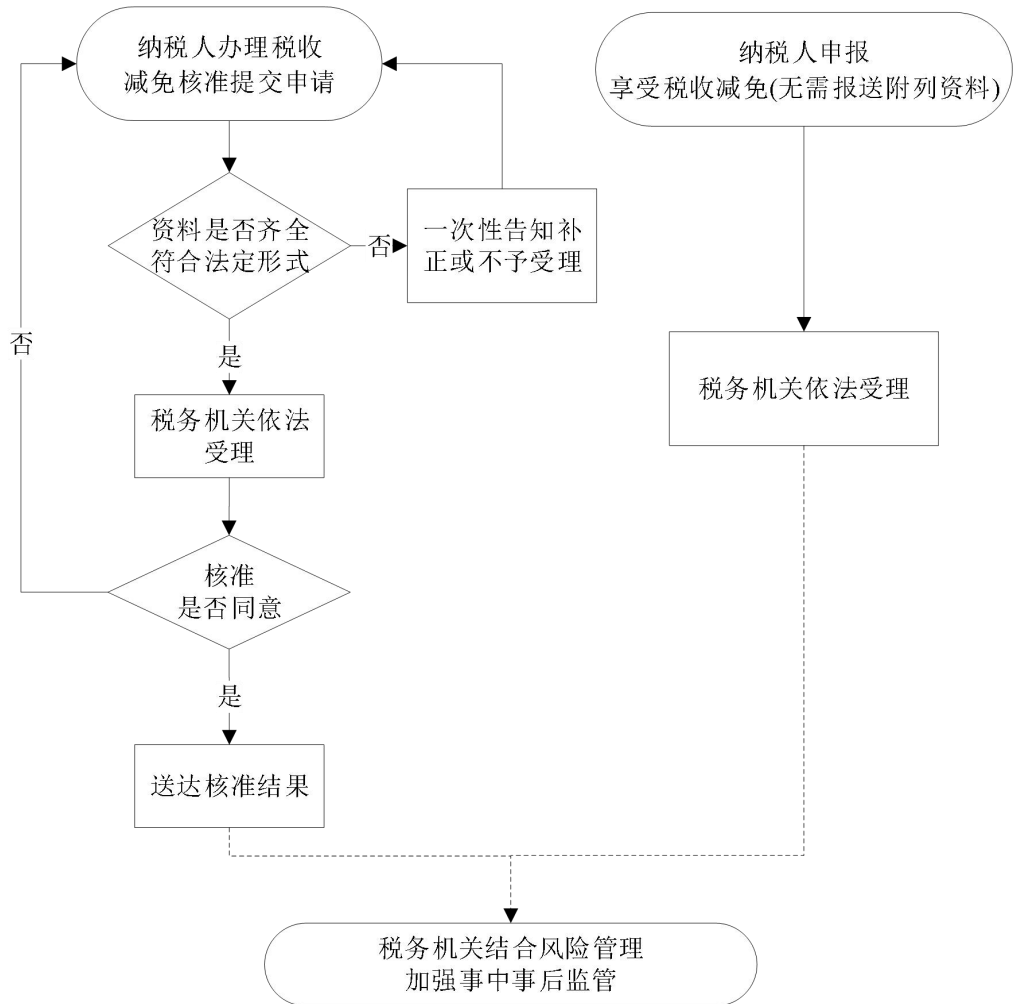 纳税人办理税收
减免核准提交申请
纳税人申报
享受税收减免(无需报送附列资料)
资料是否齐全
符合法定形式
否
一次性告知补
正或不予受理
否
是
税务机关依法
受理
税务机关依法受理
核准
是否同意
是
送达核准结果
税务机关结合风险管理
加强事中事后监管